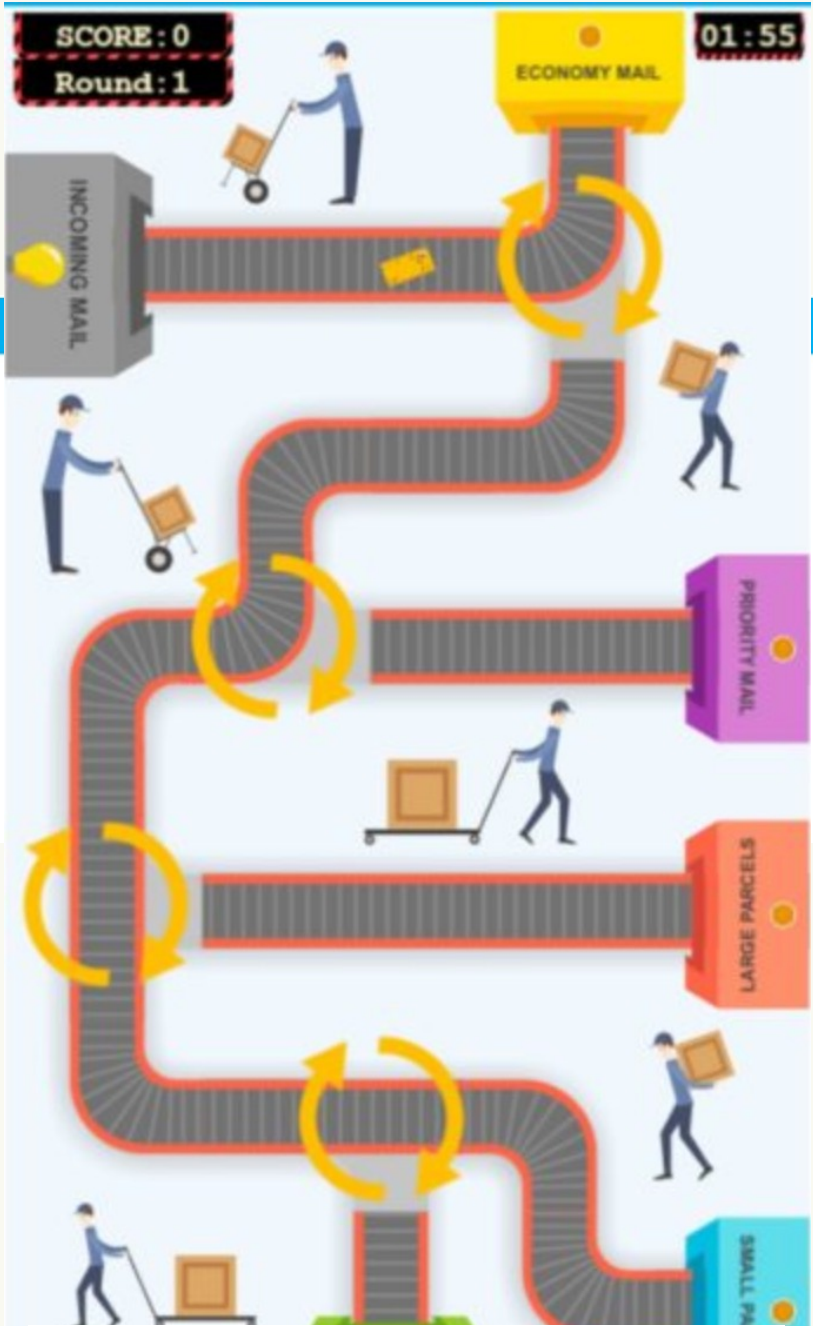 SCORE:0
Round:1
ECONOMY MAIL
01:55
INCOMING MAIL
PRIORITY MAIL
LARGE PARCELS
SMALL PA